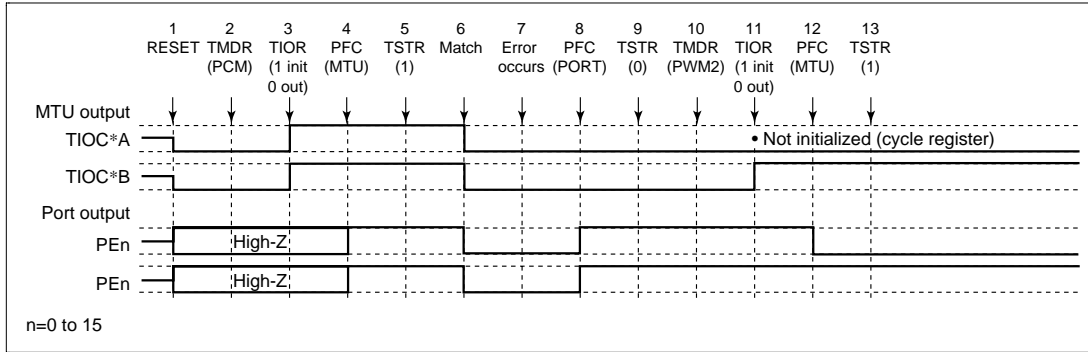 1 2 3 4 5 6 7 8 9 10 11 12 13
RESET TMDR TIOR PFC TSTR Match Error PFC TSTR TMDR TIOR PFC TSTR
(PCM) (1 init (MTU) (1) occurs (PORT) (0) (PWM2) (1 init (MTU) (1)
0 out) 0 out)
MTU output
TIOC*A • Not initialized (cycle register)
TIOC*B
Port output
PEn High-Z
PEn High-Z
n=0 to 15